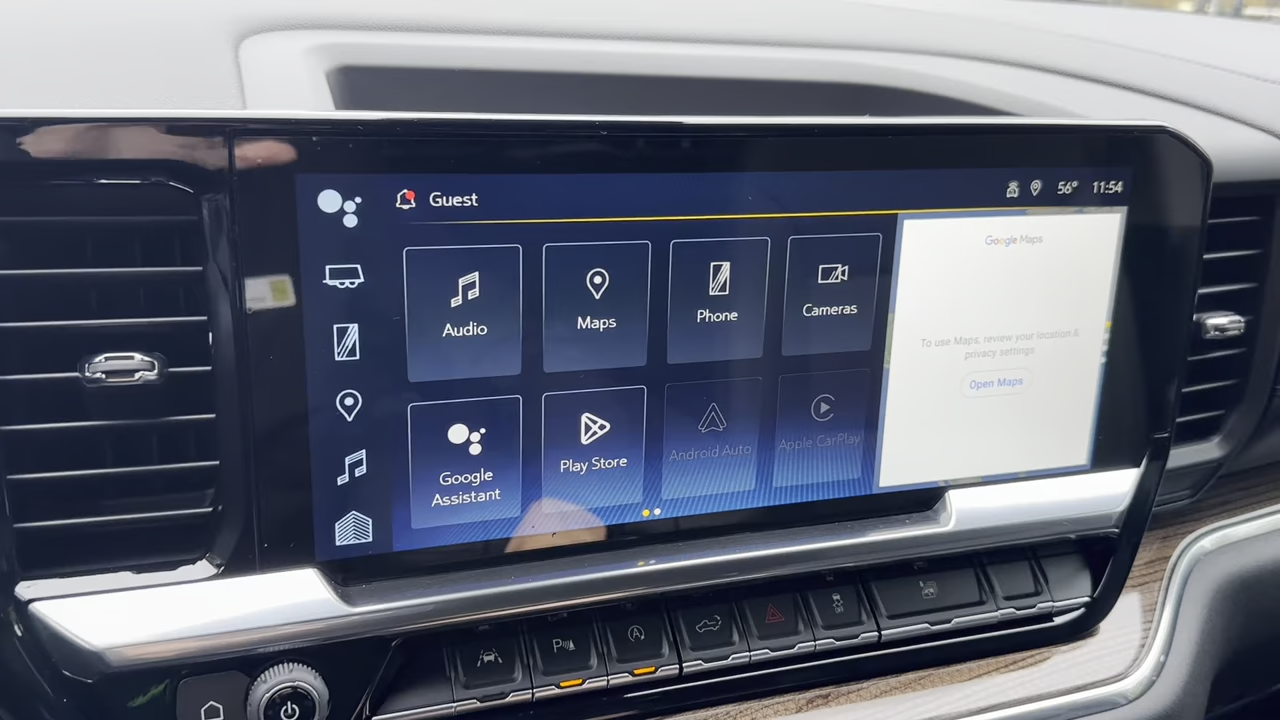 Guest
56° 11:54
Audio
Maps
Phone
Cameras
Google
Assistant
Play Store
Android Auto
Apple CarPlay
Google Maps
To use Maps, review your location &
privacy settings
Open Maps
P
A